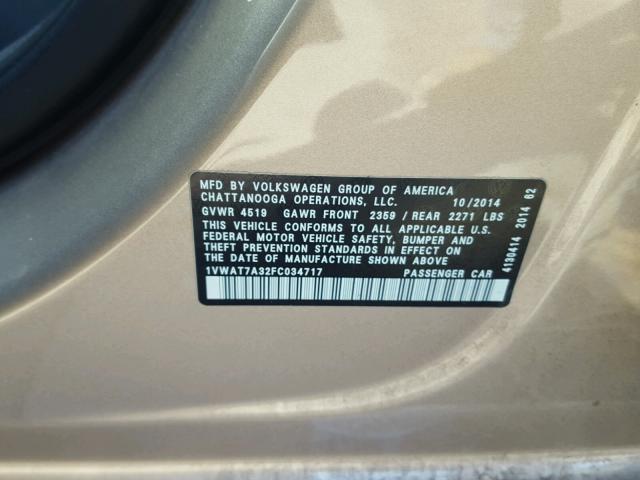 MFD BY VOLKSWAGEN GROUP OF AMERICA
CHATTANOOGA OPERATIONS, LLC. 10/2014
GVWR 4519 GAWR FRONT 2359 / REAR 2271 LBS
THIS VEHICLE CONFORMS TO ALL APPLICABLE U.S.
FEDERAL MOTOR VEHICLE SAFETY, BUMPER AND
THEFT PREVENTION STANDARDS IN EFFECT ON
THE DATE OF MANUFACTURE SHOWN ABOVE.
1VWAT7A32FC034717 PASSENGER CAR
4130414 2014 62